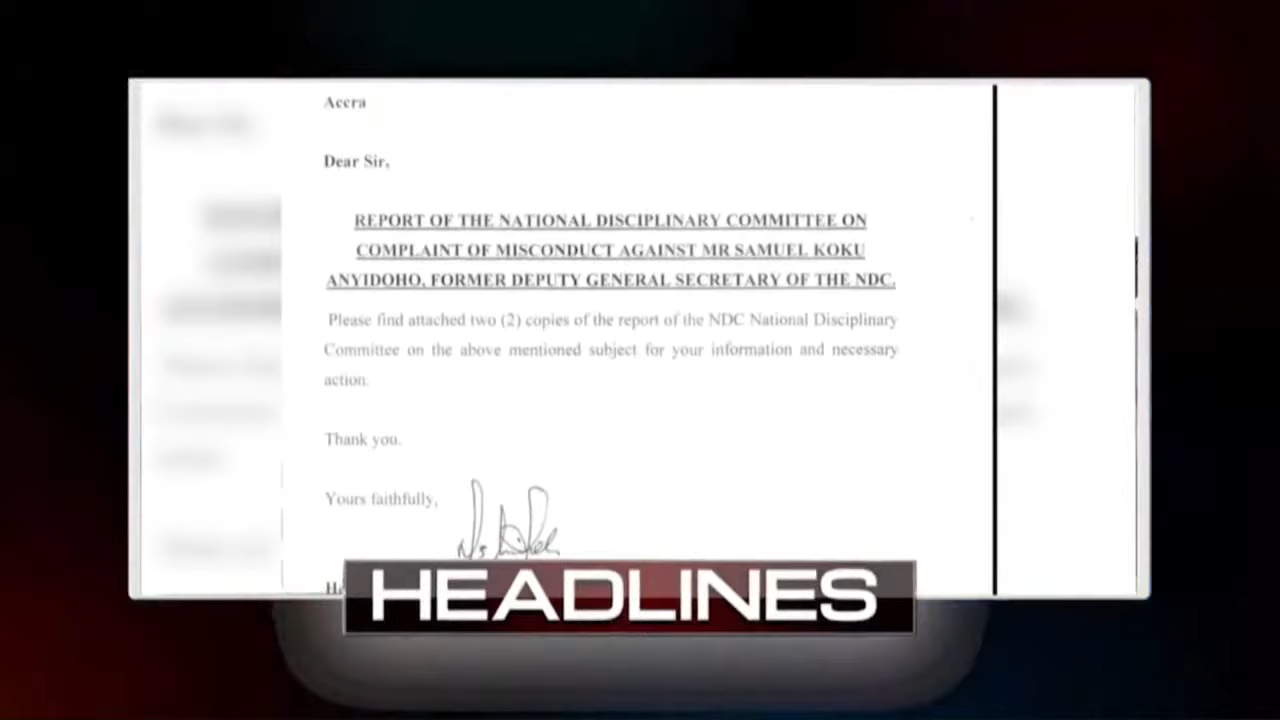 Accra
Dear Sir,
REPORT OF THE NATIONAL DISCIPLINARY COMMITTEE ON
COMPLAINT OF MISCONDUCT AGAINST MR SAMUEL KOKU
ANYIDOHO, FORMER DEPUTY GENERAL SECRETARY OF THE NDC.
Please find attached two (2) copies of the report of the NDC National Disciplinary
Committee on the above mentioned subject for your information and necessary
action.
Thank you.
Yours faithfully,
HEADLINES